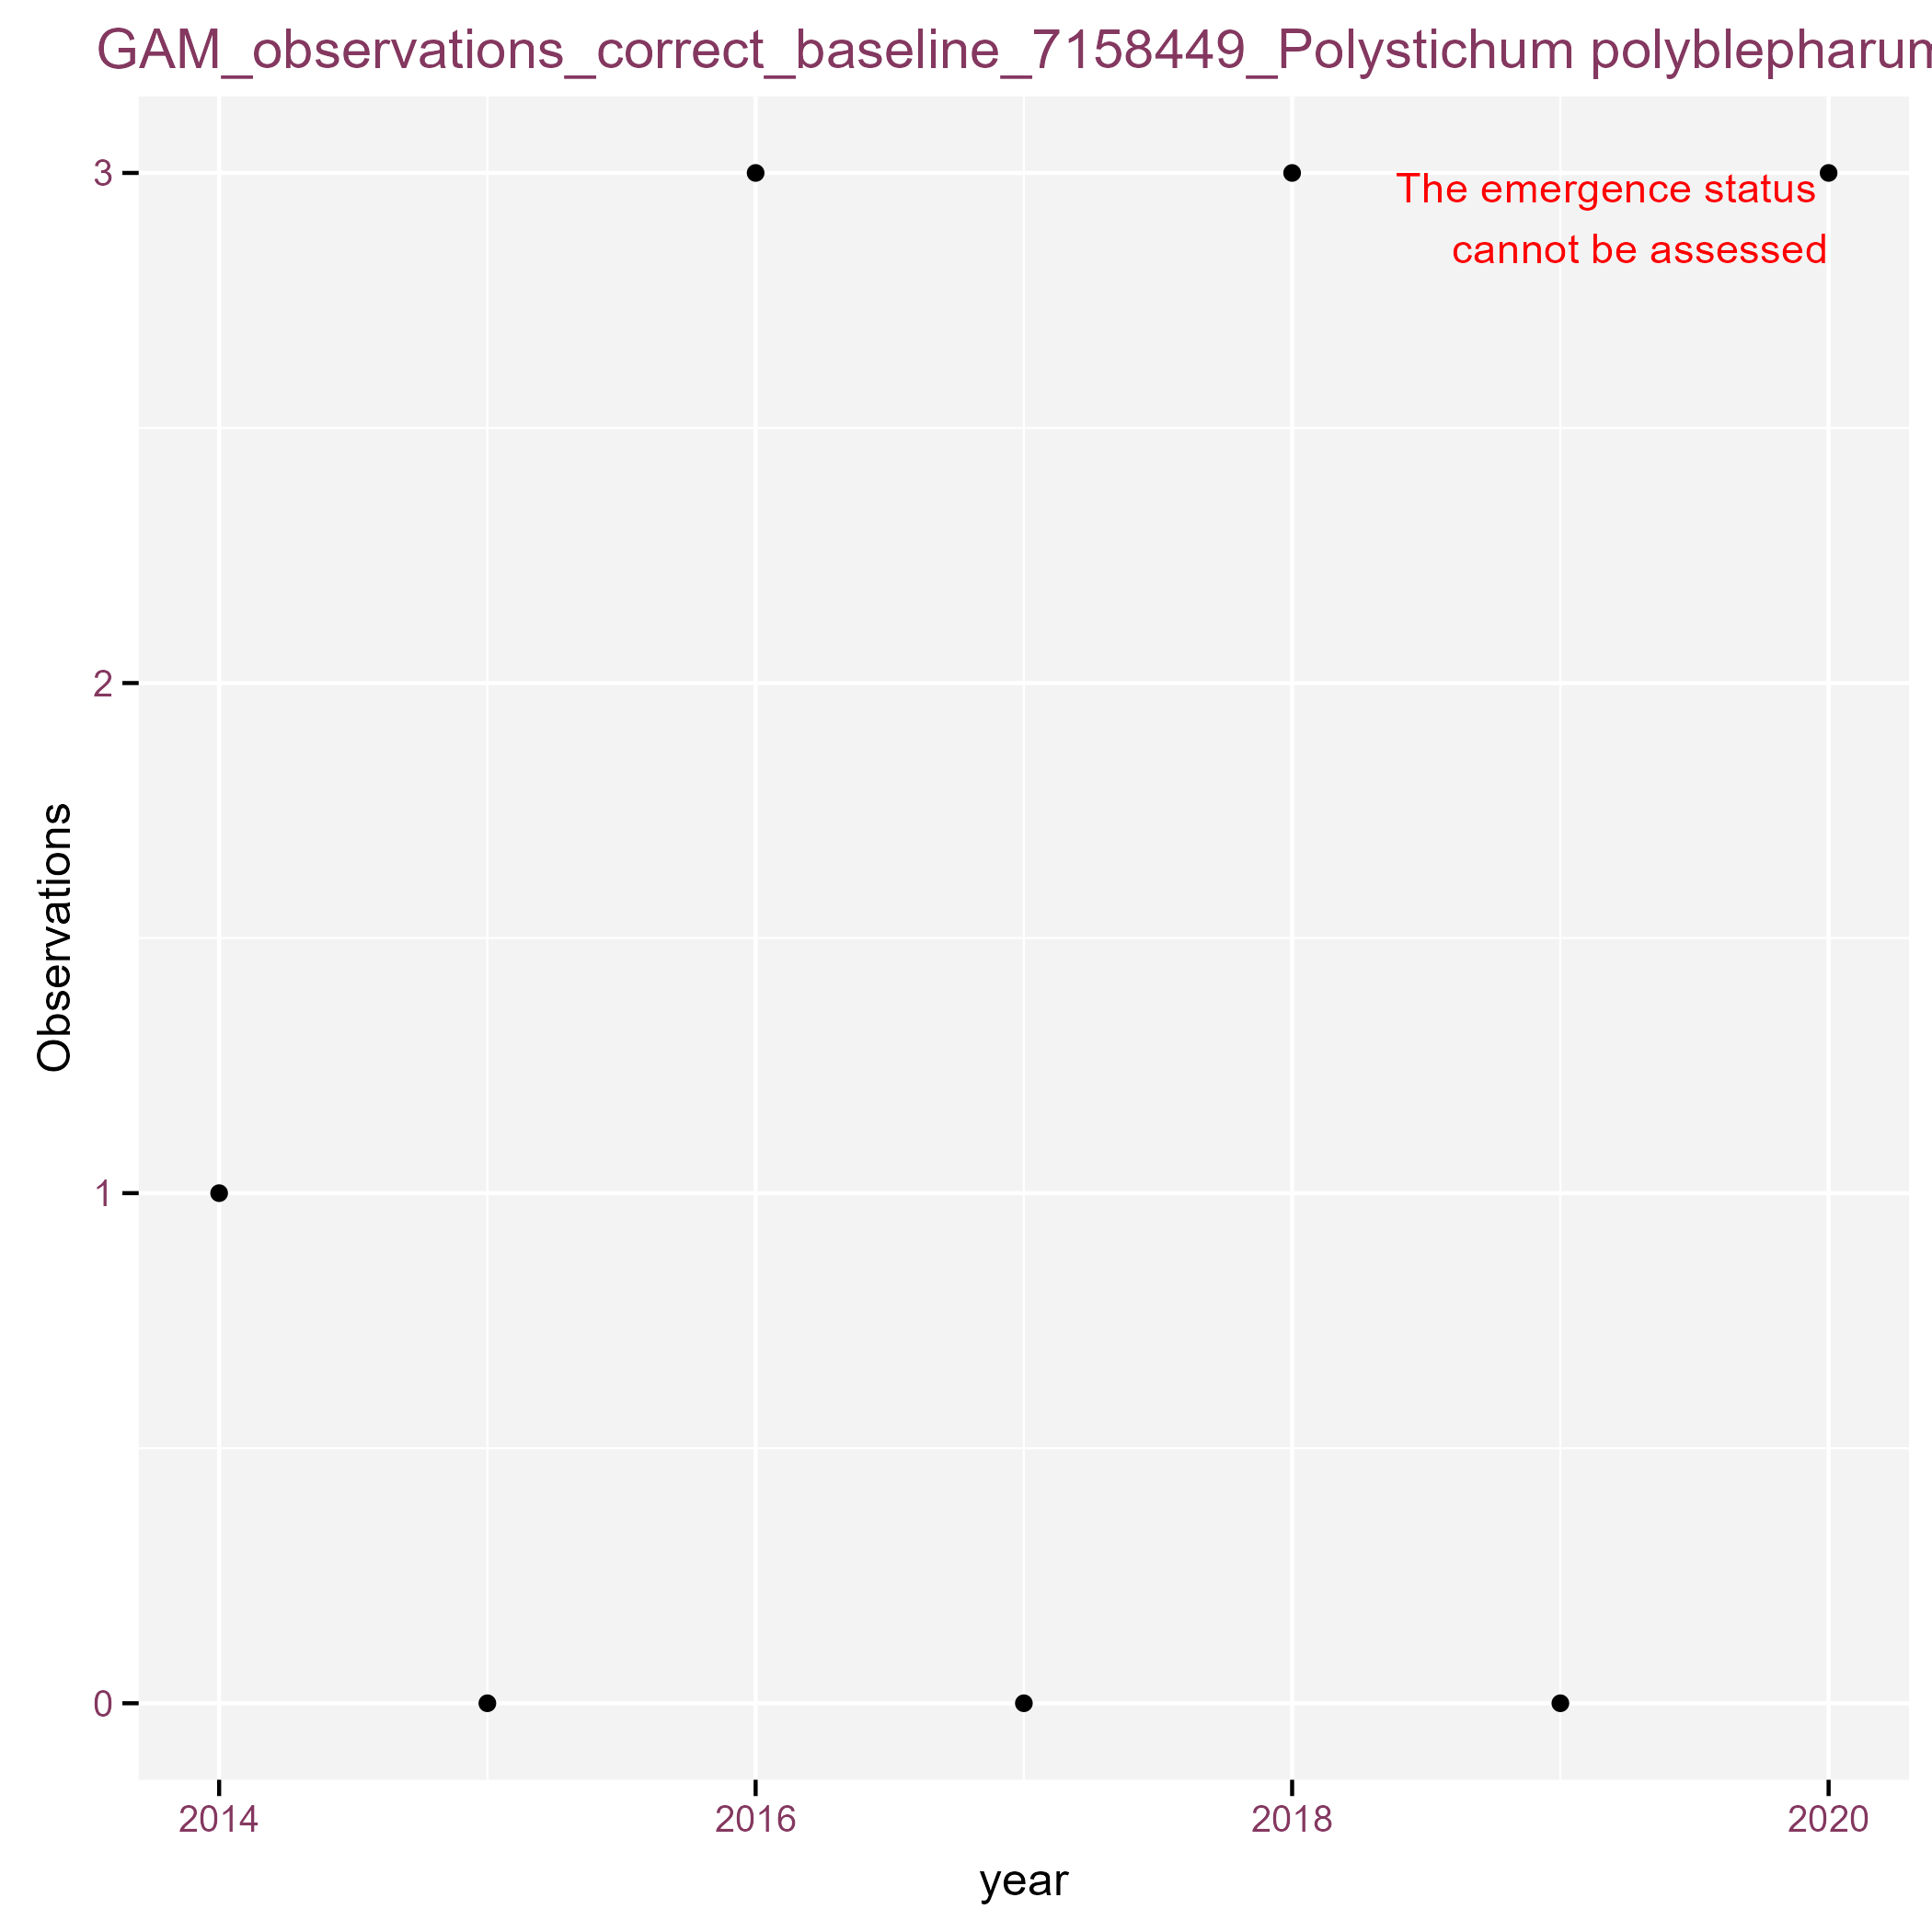 GAM_observations_correct_baseline_7158449_Polystichum polyblepharum
3
The emergence status
cannot be assessed
2
Observations
1
0
2014 2016 2018 2020
year